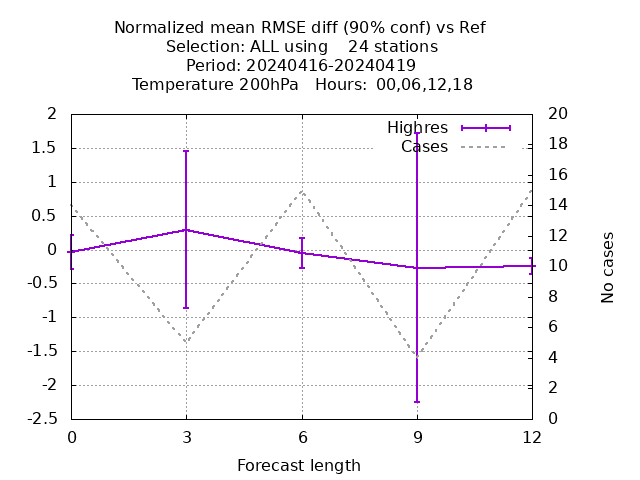 Normalized mean RMSE diff (90% conf) vs Ref
Selection: ALL using    24 stations
Period: 20240416-20240419
Temperature 200hPa   Hours:  00,06,12,18
Highres
Cases
2
1.5
1
0.5
0
-0.5
-1
-1.5
-2
-2.5
20
18
16
14
12
10
8
6
4
2
0
No cases
0 3 6 9 12
Forecast length